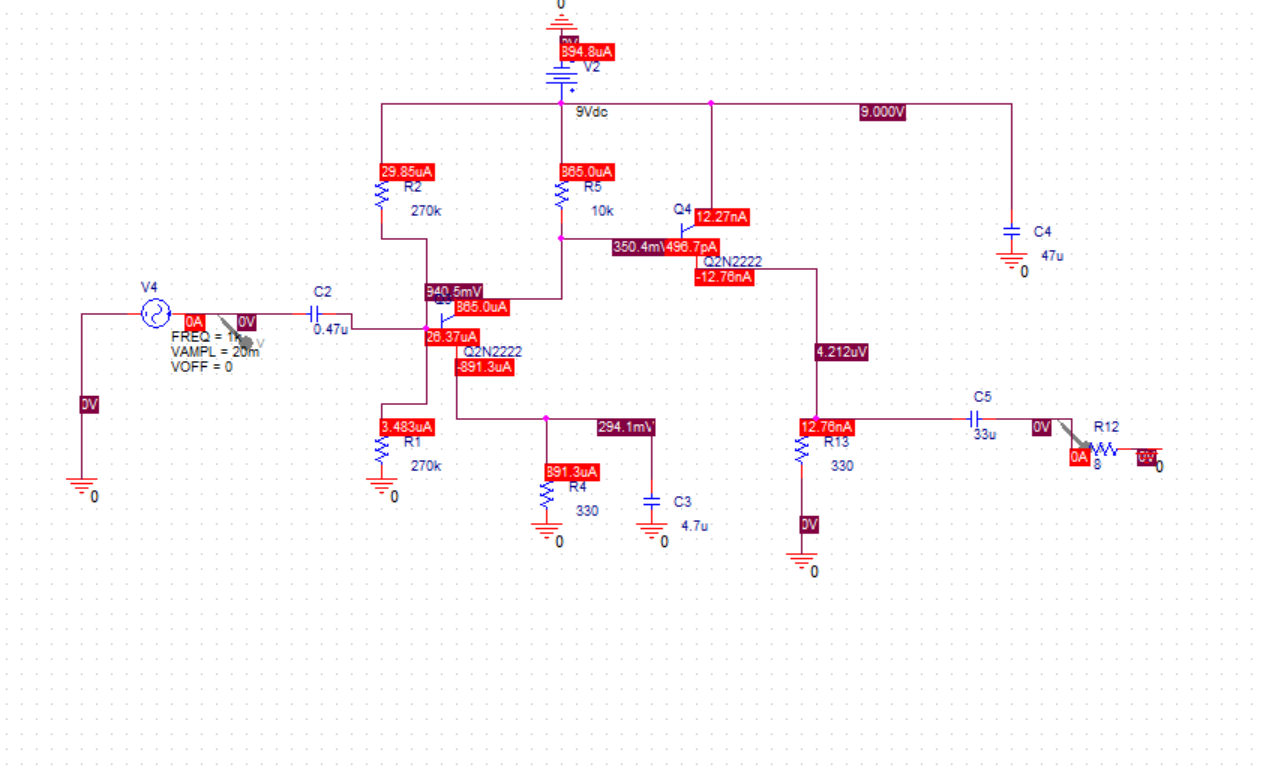 0
894.8uA
V2
9Vdc
9.000V
29.85uA
R2
270k
865.0uA
R5
10k
Q4
12.27nA
350.4mV
496.7pA
Q2N2222
-12.76nA
C4
47u
0
940.5mV
865.0uA
26.37uA
Q2N2222
-891.3uA
V4
0A
0V
FREQ = 1k
VAMPL = 20m
VOFF = 0
V
C2
0.47u
0V
0
3.483uA
R1
270k
0
294.1mV
891.3uA
R4
330
0
C3
4.7u
0
4.212uV
12.76nA
R13
330
0V
0
C5
33u
0V
0A
R12
8
0V
0